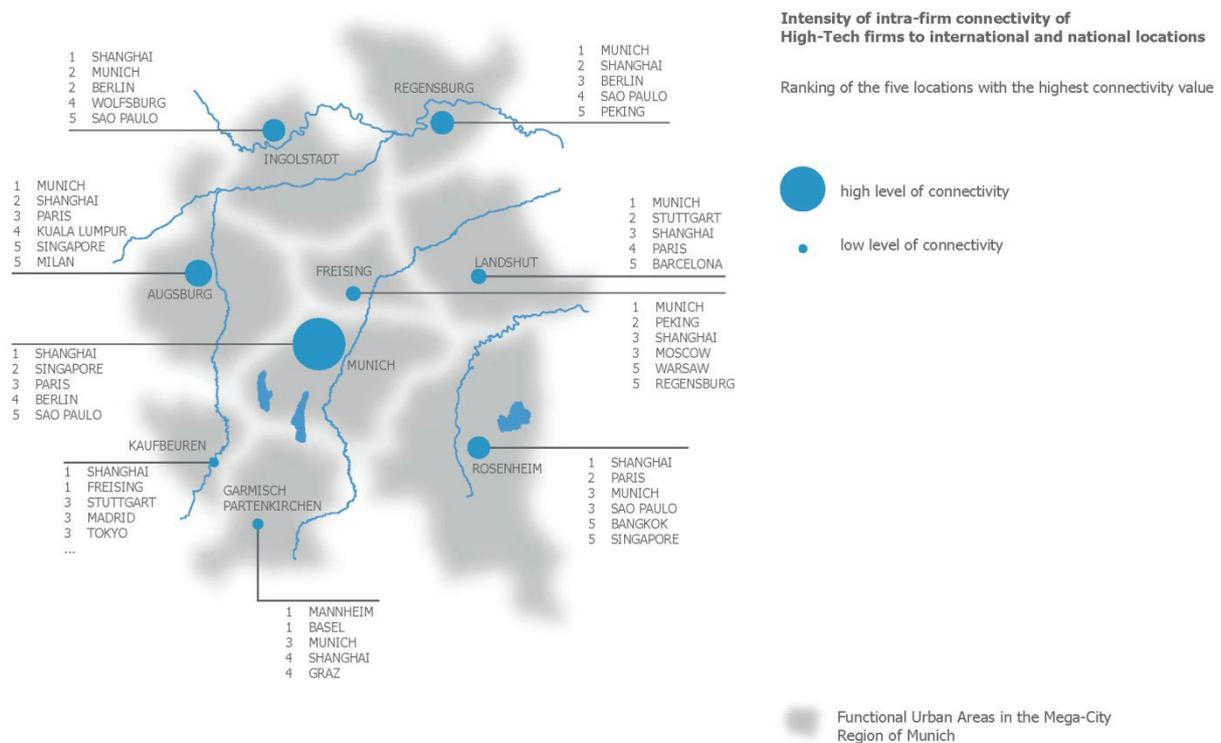 Intensity of intra-firm connectivity of
High-Tech firms to international and national locations
Ranking of the five locations with the highest connectivity value
high level of connectivity
low level of connectivity
1 SHANGHAI
2 MUNICH
2 BERLIN
4 WOLFSBURG
5 SAO PAULO
INGOLSTADT
REGENSBURG
1 MUNICH
2 SHANGHAI
3 BERLIN
4 SAO PAULO
5 PEKING
1 MUNICH
2 SHANGHAI
3 PARIS
4 KUALA LUMPUR
5 SINGAPORE
5 MILAN
AUGSBURG
FREISING
LANDSHUT
1 MUNICH
2 STUTTGART
3 SHANGHAI
4 PARIS
5 BARCELONA
1 MUNICH
2 PEKING
3 SHANGHAI
3 MOSCOW
5 WARSAW
5 REGENSBURG
1 SHANGHAI
2 SINGAPORE
3 PARIS
4 BERLIN
5 SAO PAULO
MUNICH
KAUFBEUREN
1 SHANGHAI
1 FREISING
3 STUTTGART
3 MADRID
3 TOKYO
...
GARMISCH
PARTENKIRCHEN
ROSENHEIM
1 SHANGHAI
2 PARIS
3 MUNICH
3 SAO PAULO
5 BANGKOK
5 SINGAPORE
1 MANNHEIM
1 BASEL
3 MUNICH
4 SHANGHAI
4 GRAZ
Functional Urban Areas in the Mega-City
Region of Munich